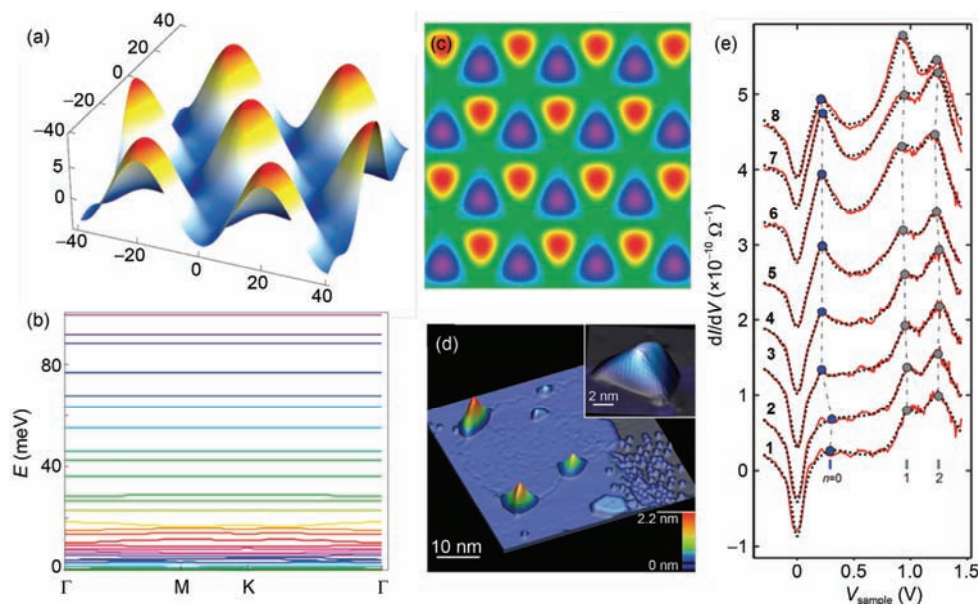 (a)
40
20
0
−20
−40
5
0
−40
−20
0
20
40
(b)
80
40
0
E (meV)
Γ
M
K
Γ
(c)
(d)
2 nm
2.2 nm
0 nm
10 nm
(e)
5
4
3
2
1
0
−1
dI/dV (×10⁻¹⁰ Ω⁻¹)
8
7
6
5
4
3
2
1
n=0
1
2
0
0.5
1.0
1.5
V_sample (V)